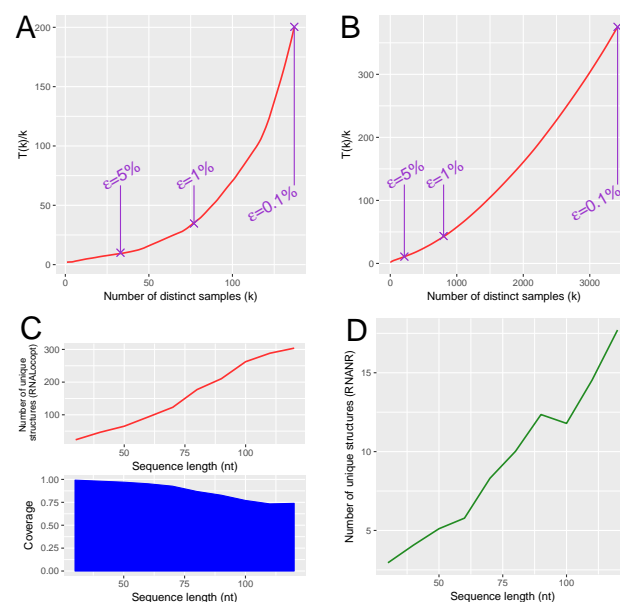 A
200
150
100
50
0
T(k)/k
ε=5%
ε=1%
ε=0.1%
0
50
100
Number of distinct samples (k)
B
300
200
100
0
T(k)/k
ε=5%
ε=1%
ε=0.1%
0
1000
2000
3000
Number of distinct samples (k)
C
300
200
100
Number of unique
structures (RNALocopt)
50
75
100
Sequence length (nt)
1.00
0.75
0.50
0.25
0.00
Coverage
50
75
100
Sequence length (nt)
D
15
10
5
Number of unique structures (RNANR)
50
75
100
Sequence length (nt)